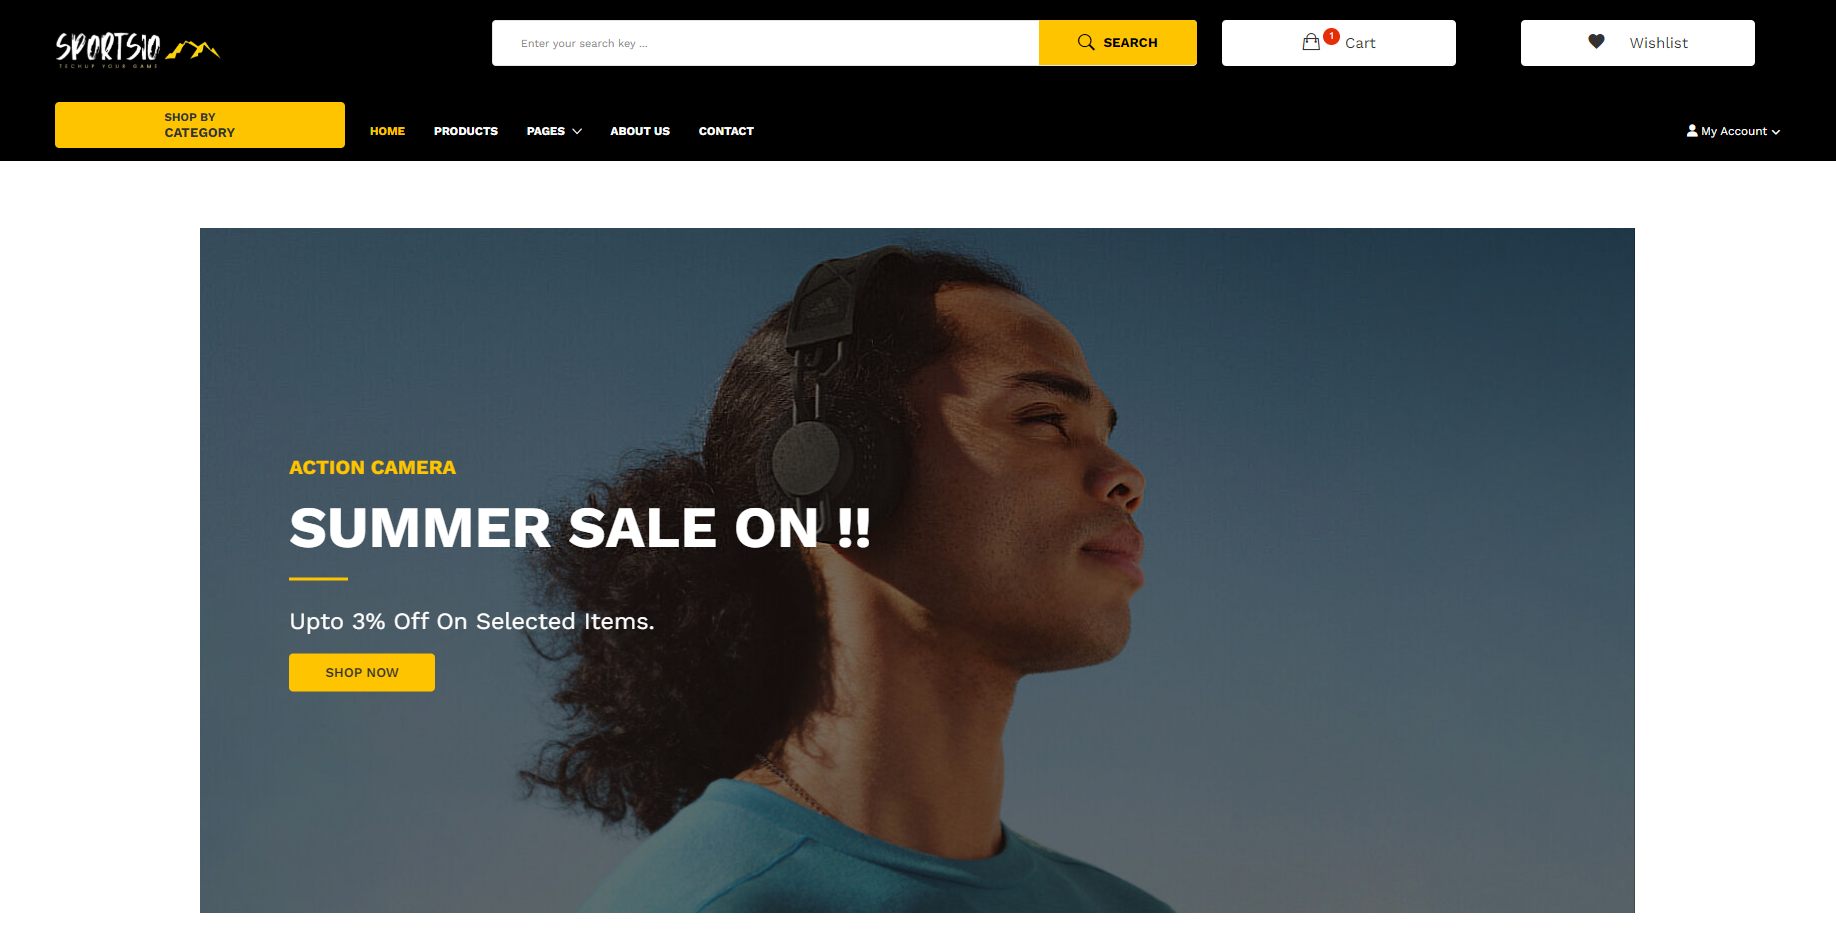 SPORTSIO
TECHUP YOUR GAME
Enter your search key ...
SEARCH
1
Cart
Wishlist
SHOP BY
CATEGORY
HOME
PRODUCTS
PAGES
ABOUT US
CONTACT
My Account
ACTION CAMERA
SUMMER SALE ON !!
Upto 3% Off On Selected Items.
SHOP NOW